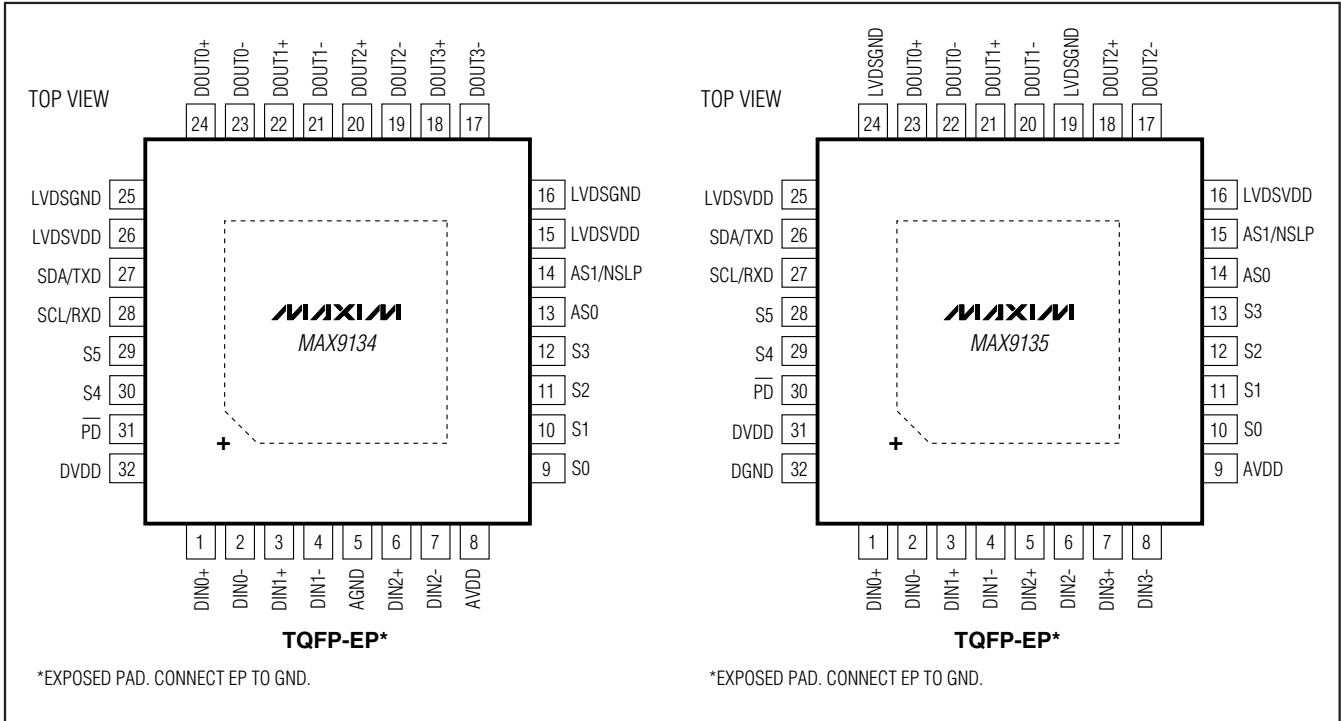 TOP VIEW
DOUT0+ DOUT0- DOUT1+ DOUT1- DOUT2+ DOUT2- DOUT3+ DOUT3-
24 23 22 21 20 19 18 17
LVDSGND 25
LVDSVDD 26
SDA/TXD 27
SCL/RXD 28
S5 29
S4 30
PD 31
DVDD 32
16 LVDSGND
15 LVDSVDD
14 AS1/NSLP
13 AS0
12 S3
11 S2
10 S1
9 S0
MAXIM
MAX9134
+
1 2 3 4 5 6 7 8
DIN0+ DIN0- DIN1+ DIN1- AGND DIN2+ DIN2- AVDD
TQFP-EP*
*EXPOSED PAD. CONNECT EP TO GND.
TOP VIEW
LVDSGND DOUT0+ DOUT0- DOUT1+ DOUT1- LVDSGND DOUT2+ DOUT2-
24 23 22 21 20 19 18 17
LVDSVDD 25
SDA/TXD 26
SCL/RXD 27
S5 28
S4 29
PD 30
DVDD 31
DGND 32
16 LVDSVDD
15 AS1/NSLP
14 AS0
13 S3
12 S2
11 S1
10 S0
9 AVDD
MAXIM
MAX9135
+
1 2 3 4 5 6 7 8
DIN0+ DIN0- DIN1+ DIN1- DIN2+ DIN2- DIN3+ DIN3-
TQFP-EP*
*EXPOSED PAD. CONNECT EP TO GND.